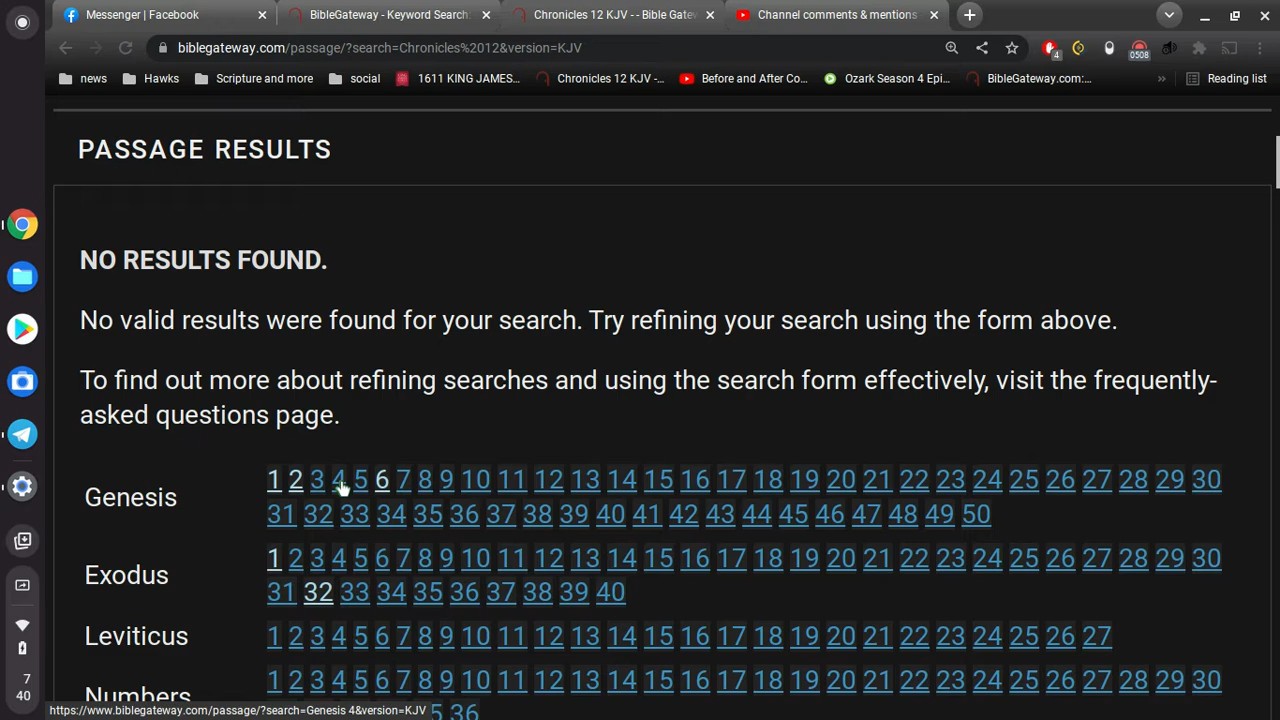 Messenger | Facebook
BibleGateway - Keyword Search:
Chronicles 12 KJV - - Bible Gatew
Channel comments & mentions
biblegateway.com/passage/?search=Chronicles%2012&version=KJV
4
0508
news
Hawks
Scripture and more
social
1611 KING JAMES...
Chronicles 12 KJV -...
Before and After Co...
Ozark Season 4 Epi...
BibleGateway.com:...
»
Reading list
PASSAGE RESULTS
NO RESULTS FOUND.
No valid results were found for your search. Try refining your search using the form above.
To find out more about refining searches and using the search form effectively, visit the frequently-
asked questions page.
Genesis
1 2 3 4 5 6 7 8 9 10 11 12 13 14 15 16 17 18 19 20 21 22 23 24 25 26 27 28 29 30
31 32 33 34 35 36 37 38 39 40 41 42 43 44 45 46 47 48 49 50
Exodus
1 2 3 4 5 6 7 8 9 10 11 12 13 14 15 16 17 18 19 20 21 22 23 24 25 26 27 28 29 30
31 32 33 34 35 36 37 38 39 40
Leviticus
1 2 3 4 5 6 7 8 9 10 11 12 13 14 15 16 17 18 19 20 21 22 23 24 25 26 27
Numbers
1 2 3 4 5 6 7 8 9 10 11 12 13 14 15 16 17 18 19 20 21 22 23 24 25 26 27 28 29 30
5 36
https://www.biblegateway.com/passage/?search=Genesis 4&version=KJV
7
40